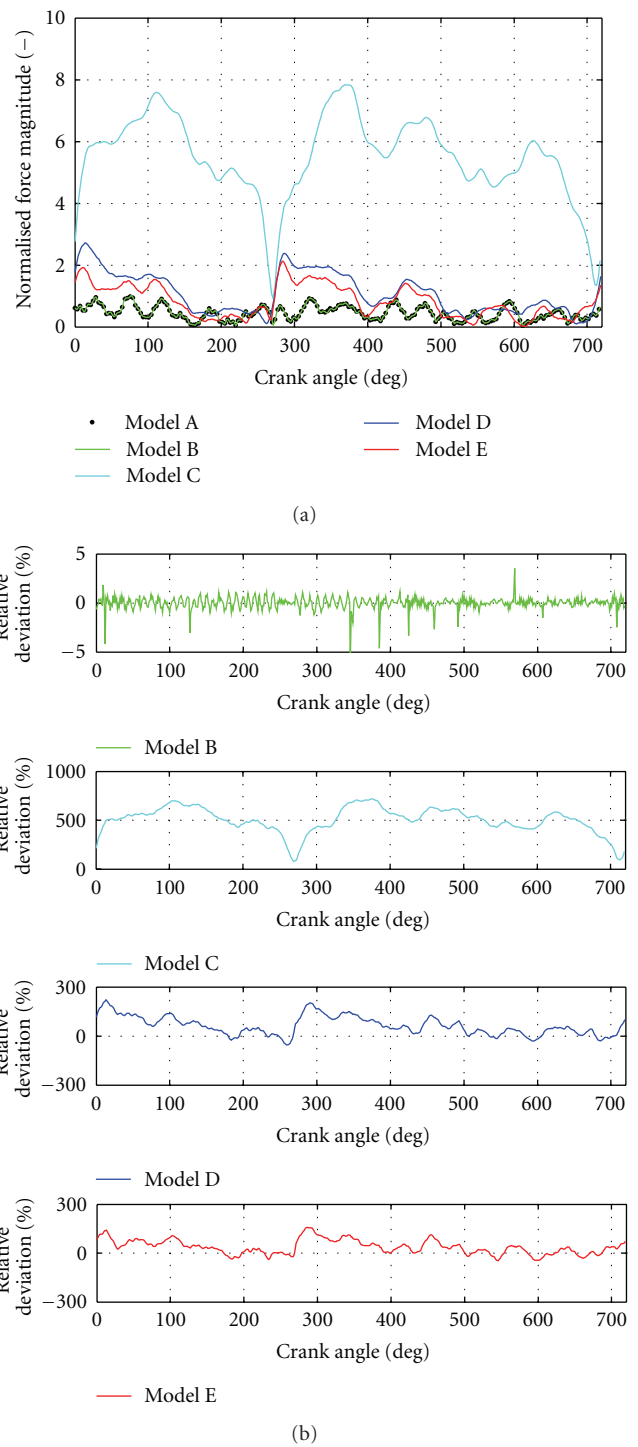 10
8
6
4
2
0
Normalised force magnitude (−)
0 100 200 300 400 500 600 700
Crank angle (deg)
Model A
Model B
Model C
Model D
Model E
(a)
5
0
−5
Relative
deviation (%)
0 100 200 300 400 500 600 700
Crank angle (deg)
Model B
1000
500
0
Relative
deviation (%)
0 100 200 300 400 500 600 700
Crank angle (deg)
Model C
300
0
−300
Relative
deviation (%)
0 100 200 300 400 500 600 700
Crank angle (deg)
Model D
300
0
−300
Relative
deviation (%)
0 100 200 300 400 500 600 700
Crank angle (deg)
Model E
(b)